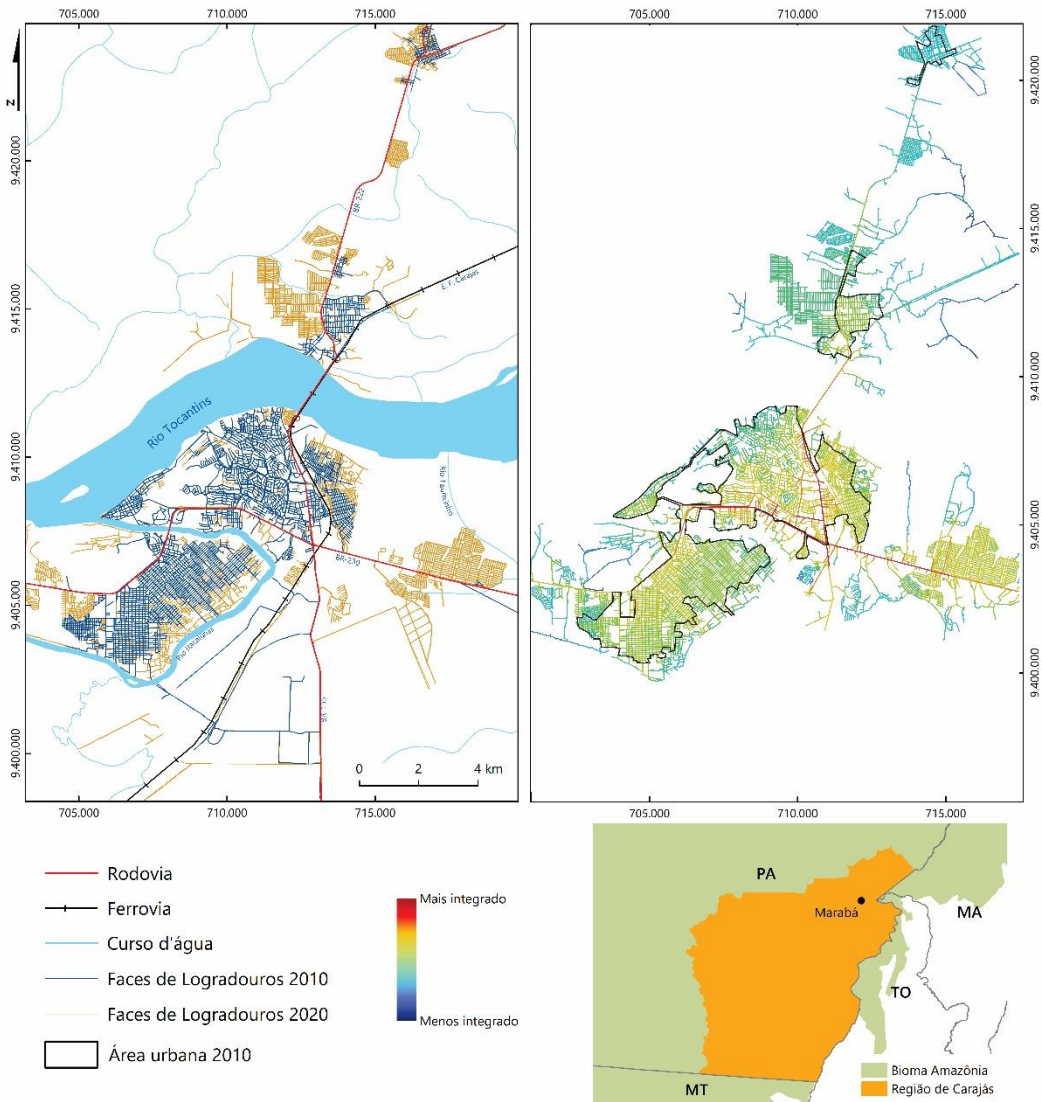 705.000 710.000 715.000
705.000 710.000 715.000
N
9.420.000
9.415.000
9.410.000
9.405.000
9.400.000
9.420.000
9.415.000
9.410.000
9.405.000
9.400.000
BR-222
E. F. Carajás
Rio Tocantins
Rio Tauarizinho
BR-230
Rio Itacaiúnas
0 2 4 km
705.000 710.000 715.000
705.000 710.000 715.000
Rodovia
Ferrovia
Curso d'água
Faces de Logradouros 2010
Faces de Logradouros 2020
Área urbana 2010
Mais integrado
Menos integrado
PA
Marabá
MA
TO
MT
Bioma Amazônia
Região de Carajás